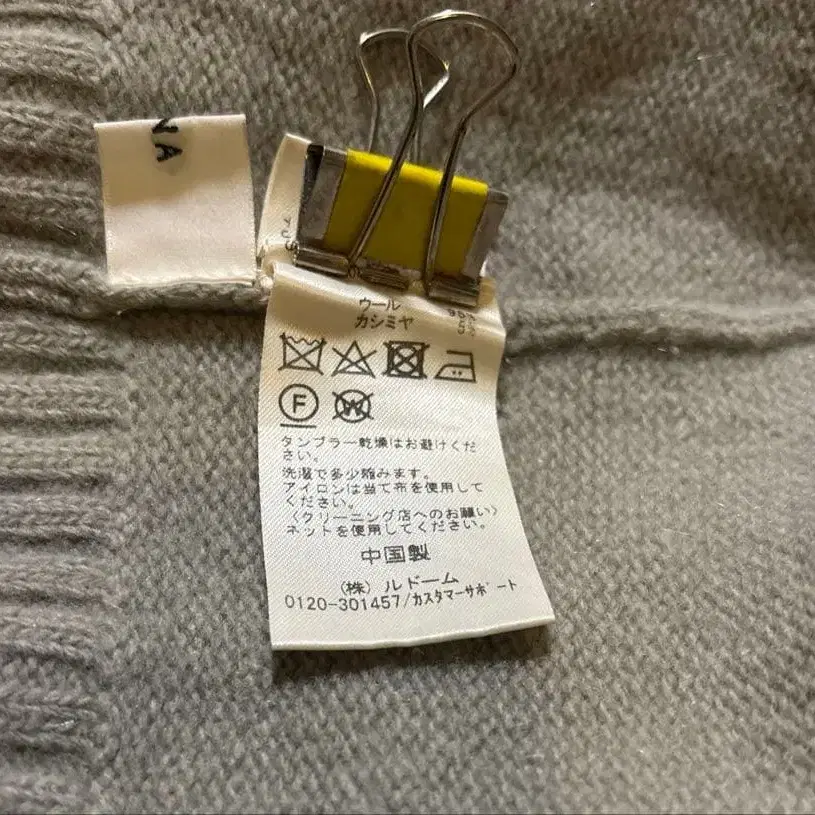 NA
ウール
カシミヤ
F
W
タンブラー乾燥はお避けくだ
さい。
洗濯で多少縮みます。
アイロンは当て布を使用して
ください。
〈クリーニング店へのお願い〉
ネットを使用してください。
中国製
(株)ルドーム
0120-301457/カスタマーサポート